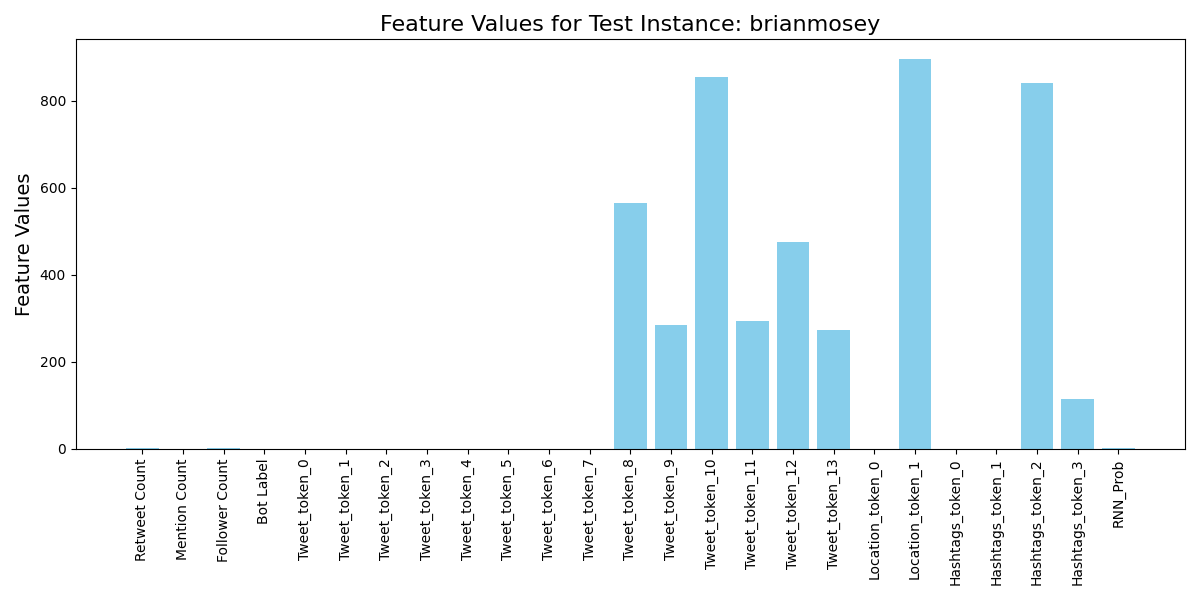 Feature Values for Test Instance: brianmosey
Feature Values
800
600
400
200
0
Retweet Count
Mention Count
Follower Count
Bot Label
Tweet_token_0
Tweet_token_1
Tweet_token_2
Tweet_token_3
Tweet_token_4
Tweet_token_5
Tweet_token_6
Tweet_token_7
Tweet_token_8
Tweet_token_9
Tweet_token_10
Tweet_token_11
Tweet_token_12
Tweet_token_13
Location_token_0
Location_token_1
Hashtags_token_0
Hashtags_token_1
Hashtags_token_2
Hashtags_token_3
RNN_Prob